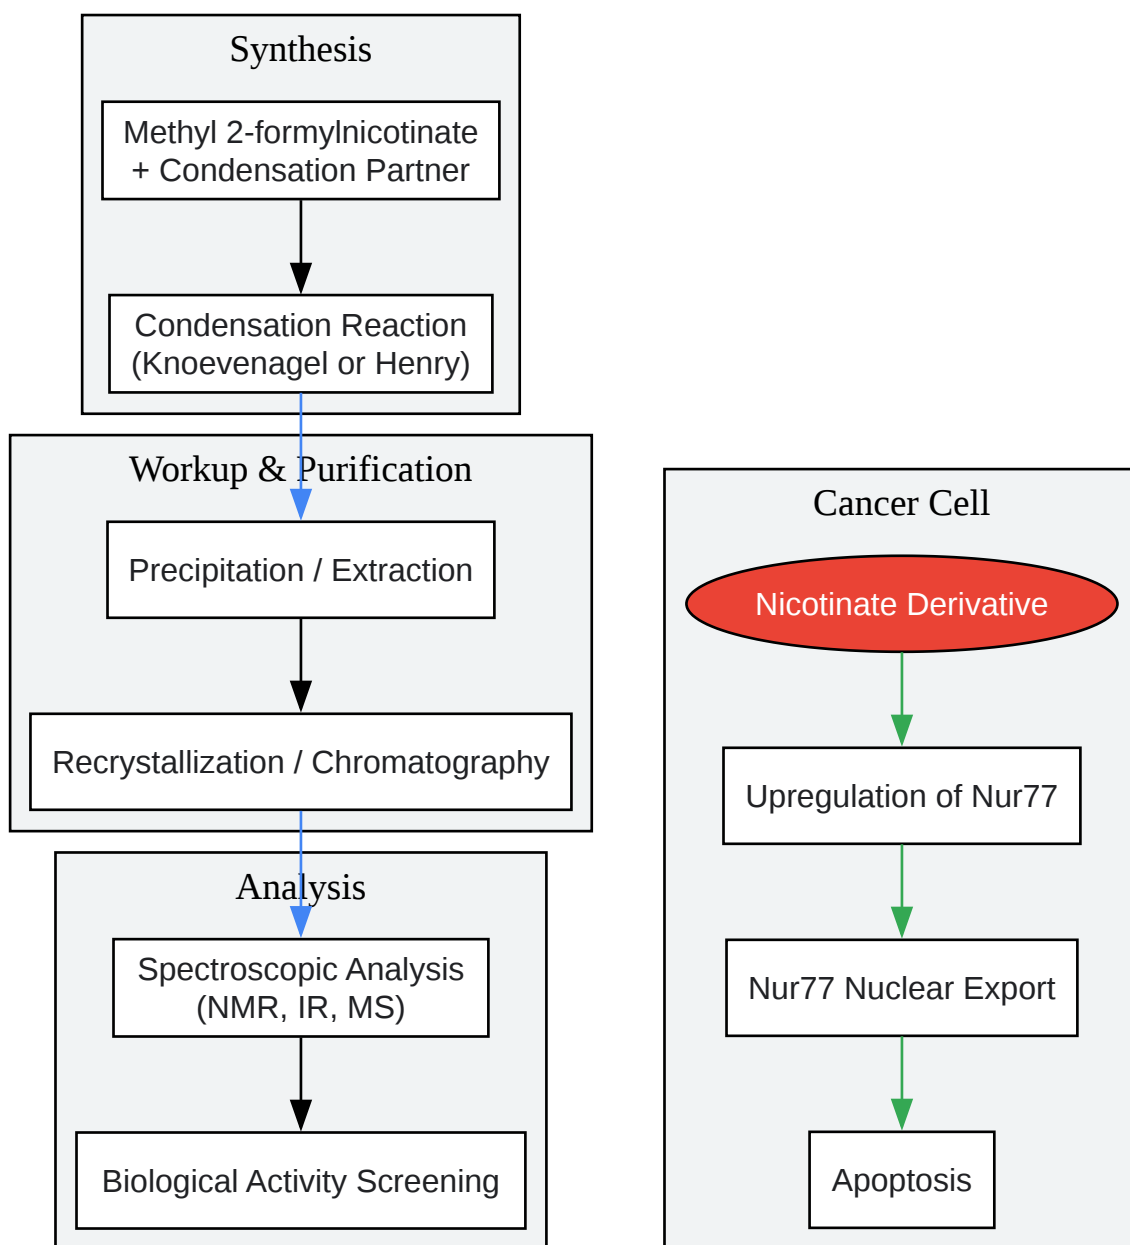 Synthesis
Methyl 2-formylnicotinate
+ Condensation Partner
Condensation Reaction
(Knoevenagel or Henry)
Workup & Purification
Precipitation / Extraction
Recrystallization / Chromatography
Analysis
Spectroscopic Analysis
(NMR, IR, MS)
Biological Activity Screening
Cancer Cell
Nicotinate Derivative
Upregulation of Nur77
Nur77 Nuclear Export
Apoptosis